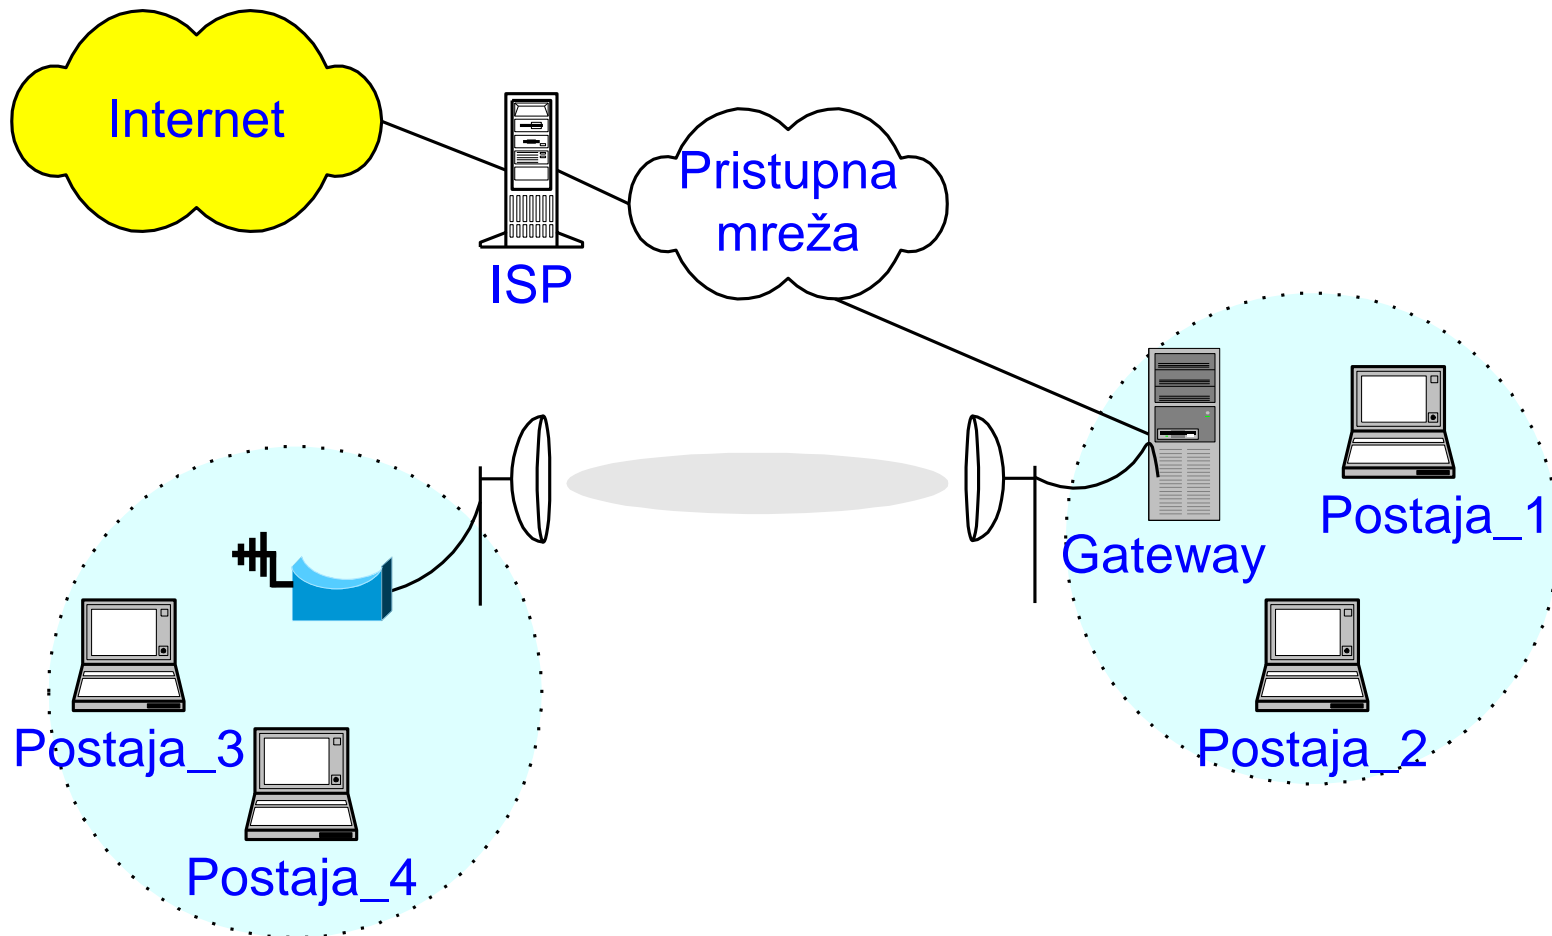 Internet
ISP
Pristupna
mreža
Gateway
Postaja_1
Postaja_2
Postaja_3
Postaja_4